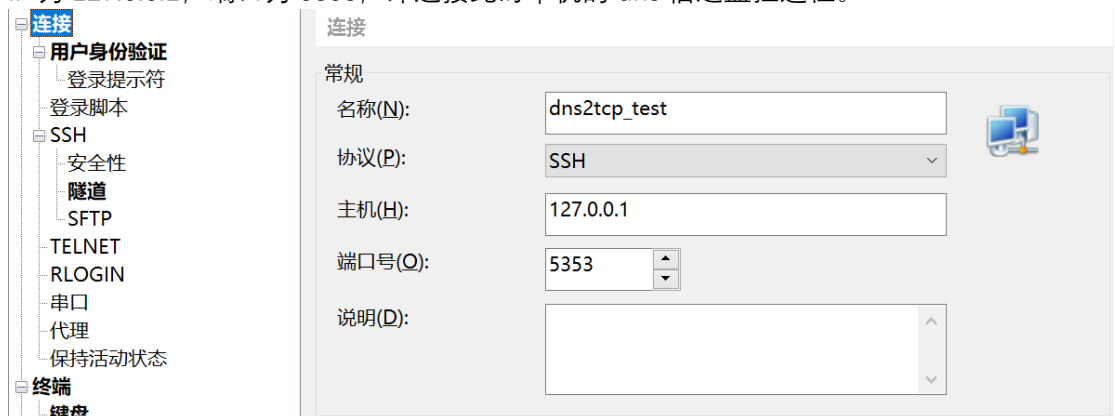 连接
用户身份验证
登录提示符
登录脚本
SSH
安全性
隧道
SFTP
TELNET
RLOGIN
串口
代理
保持活动状态
终端
键盘
连接
常规
名称(N):
dns2tcp_test
协议(P):
SSH
主机(H):
127.0.0.1
端口号(O):
5353
说明(D):